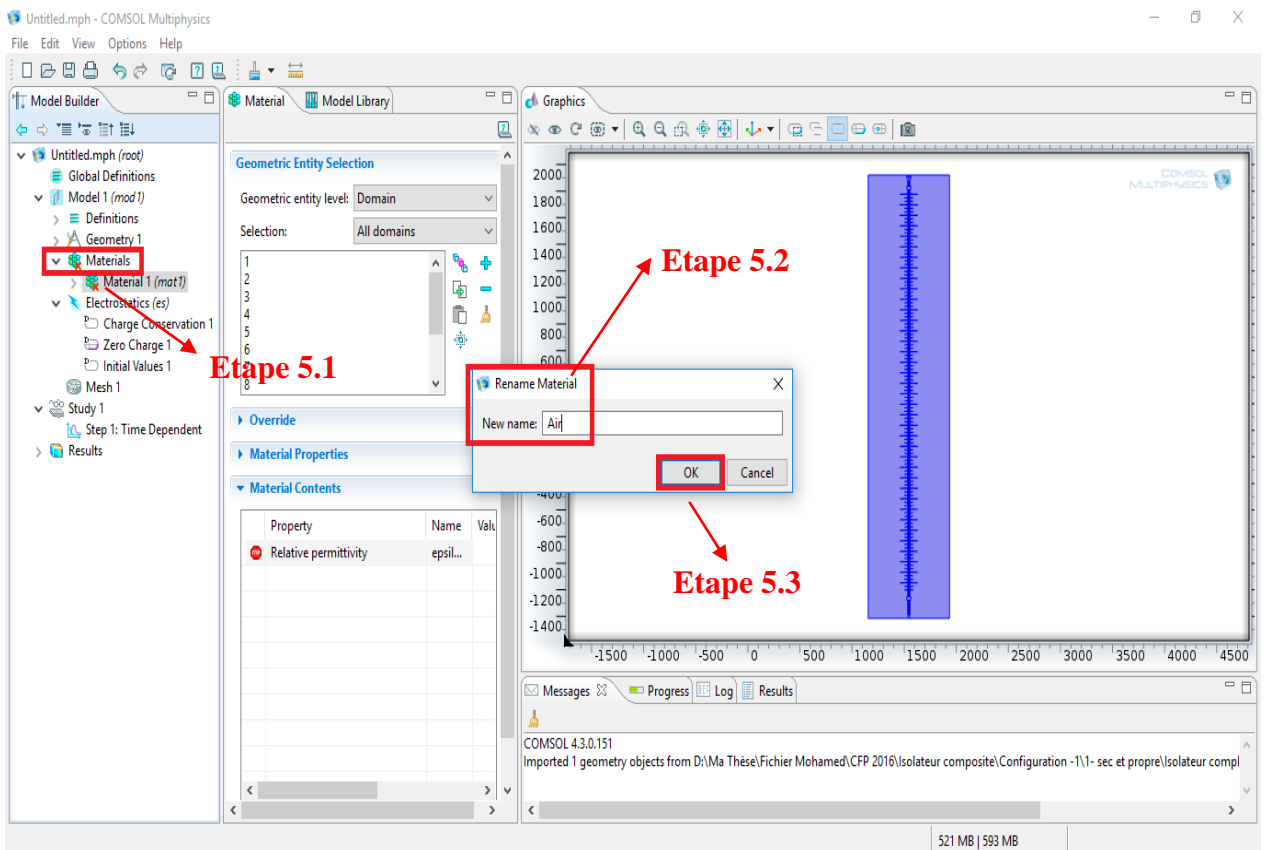 Untitled.mph - COMSOL Multiphysics
File Edit View Options Help
Model Builder
Untitled.mph (root)
Global Definitions
Model 1 (mod1)
Definitions
Geometry 1
Materials
Material 1 (mat1)
Electrostatics (es)
Charge Conservation 1
Zero Charge 1
Initial Values 1
Mesh 1
Study 1
Step 1: Time Dependent
Results
Etape 5.1
Material Model Library
Geometric Entity Selection
Geometric entity level: Domain
Selection: All domains
1
2
3
4
5
6
8
Override
Material Properties
Material Contents
Property Name Valu
Relative permittivity epsil...
Graphics
COMSOL
MULTIPHYSICS
2000
1800
1600
1400
1200
1000
800
600
-400
-600
-800
-1000
-1200
-1400
-1500 -1000 -500 0 500 1000 1500 2000 2500 3000 3500 4000 4500
Etape 5.2
Rename Material
New name: Air
OK Cancel
Etape 5.3
Messages Progress Log Results
COMSOL 4.3.0.151
Imported 1 geometry objects from D:\Ma Thèse\Fichier Mohamed\CFP 2016\Isolateur composite\Configuration -1\1- sec et propre\Isolateur compl
521 MB | 593 MB